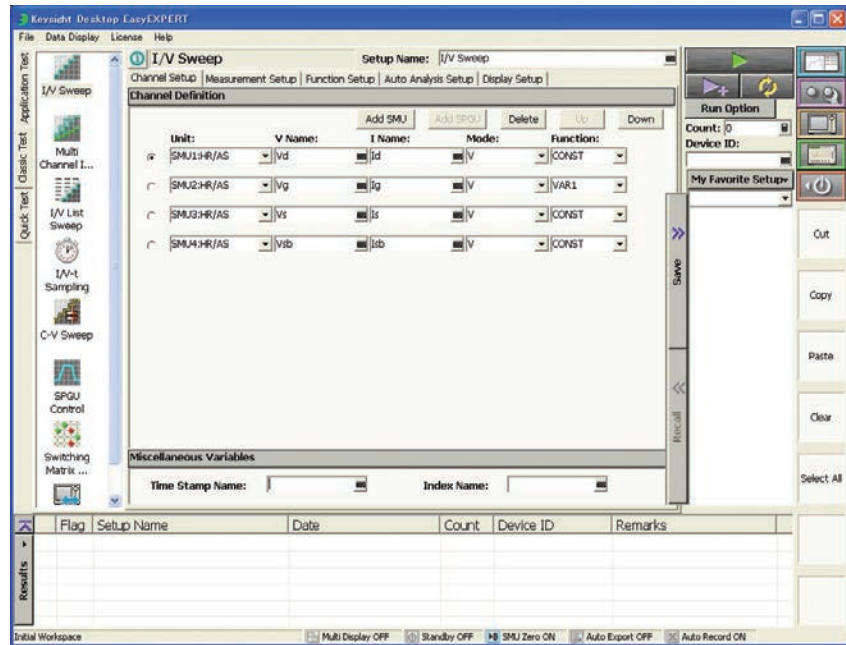 Keysight Desktop EasyEXPERT
File Data Display License Help
Quick Test Classic Test Application Test
I/V Sweep
Multi
Channel I...
I/V List
Sweep
I/V-t
Sampling
C-V Sweep
SPGU
Control
Switching
Matrix ...
I/V Sweep Setup Name: I/V Sweep
Channel Setup Measurement Setup Function Setup Auto Analysis Setup Display Setup
Channel Definition
Add SMU Add SPGU Delete Up Down
Unit: V Name: I Name: Mode: Function:
SMU1:HR/AS Vd Id V CONST
SMU2:HR/AS Vg Ig V VAR1
SMU3:HR/AS Vs Is V CONST
SMU4:HR/AS Vsb Isb V CONST
Miscellaneous Variables
Time Stamp Name: Index Name:
Save
Recall
Run Option
Count: 0
Device ID:
My Favorite Setup
Cut
Copy
Paste
Clear
Select All
Results
Flag Setup Name Date Count Device ID Remarks
Initial Workspace Multi Display OFF Standby OFF SMU Zero ON Auto Export OFF Auto Record ON